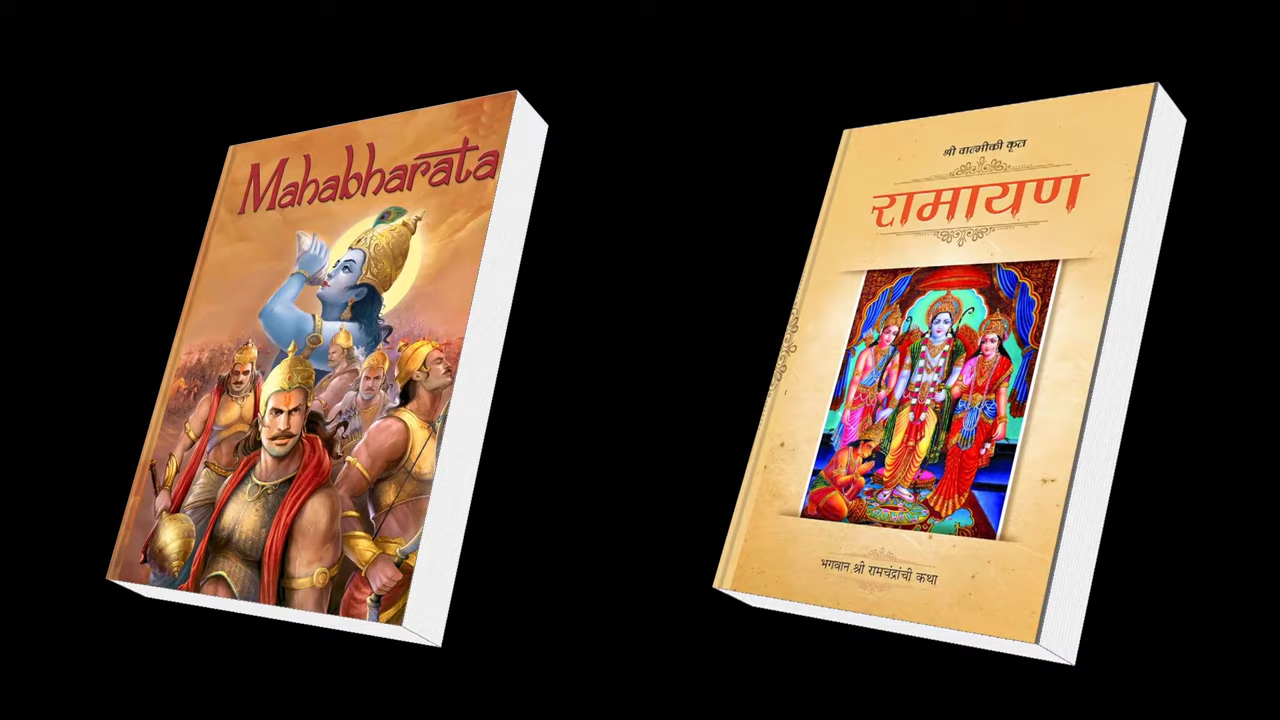 Mahabharata
श्री वाल्मीकी कृत
रामायण
भगवान श्री रामचंद्रांची कथा